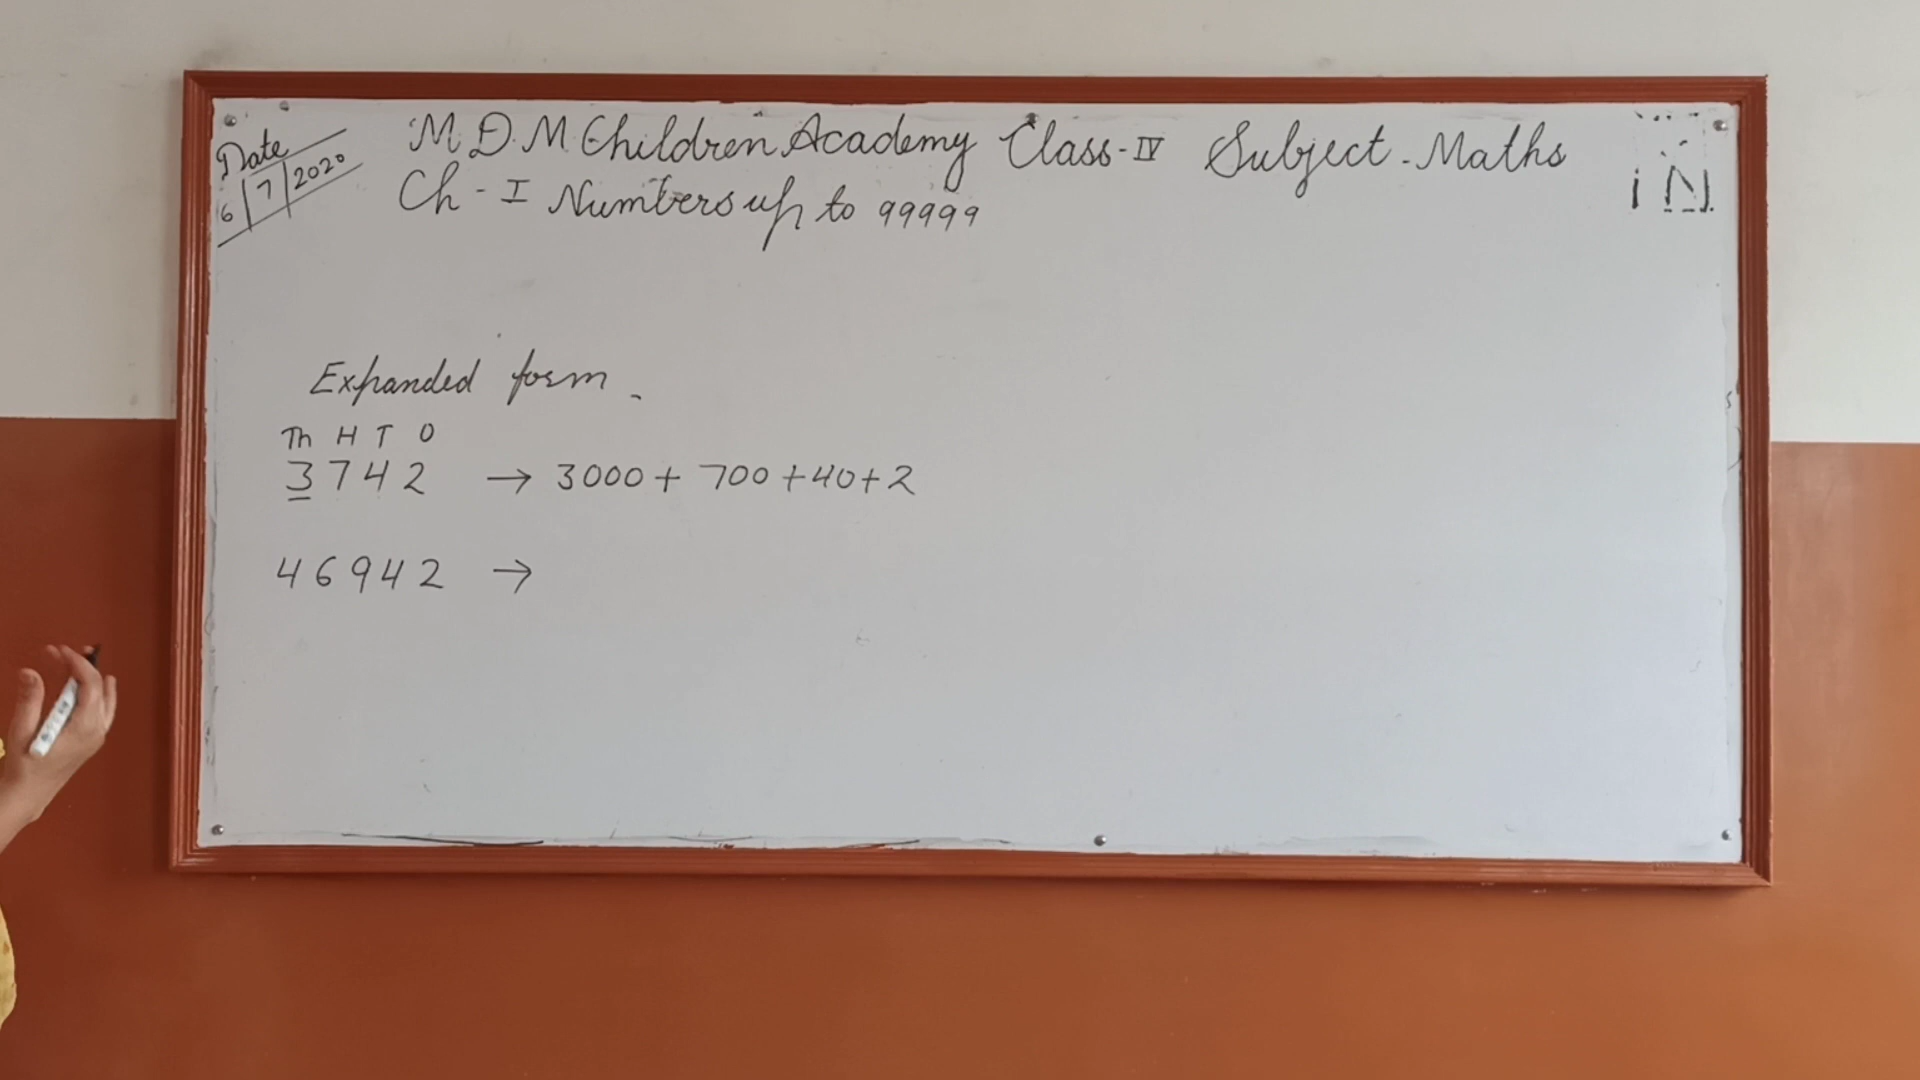 Date
6/7/2020
M.D.M Children Academy Class-IV Subject-Maths
Ch-I Numbers up to 99999
Expanded form
Th H T O
3742 → 3000 + 700 + 40 + 2
46942 →